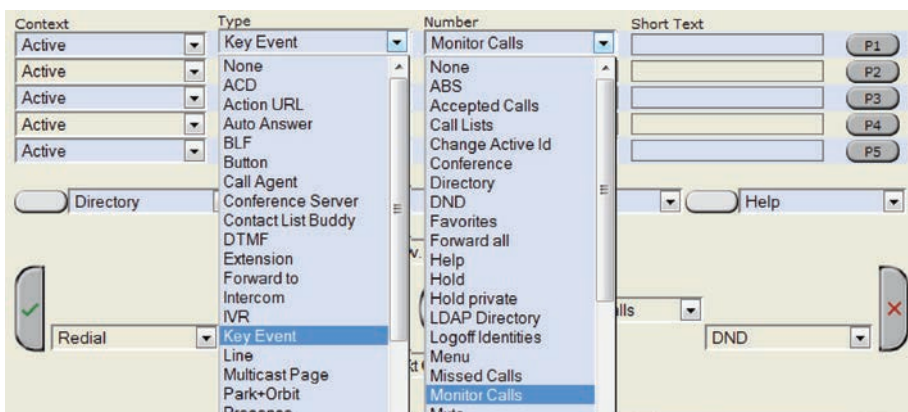 Context Type Number Short Text
Active Key Event Monitor Calls P1
Active None None P2
ACD ABS
Active Action URL Accepted Calls P3
Active Auto Answer Call Lists P4
Active BLF Change Active Id P5
Button Conference
Call Agent Directory
Directory Conference Server DND Help
Contact List Buddy Favorites
DTMF Forward all
Extension Help
Forward to Hold
Intercom Hold private
IVR LDAP Directory
Redial Key Event Logoff Identities DND
Line Menu
Multicast Page Missed Calls
Park+Orbit Monitor Calls